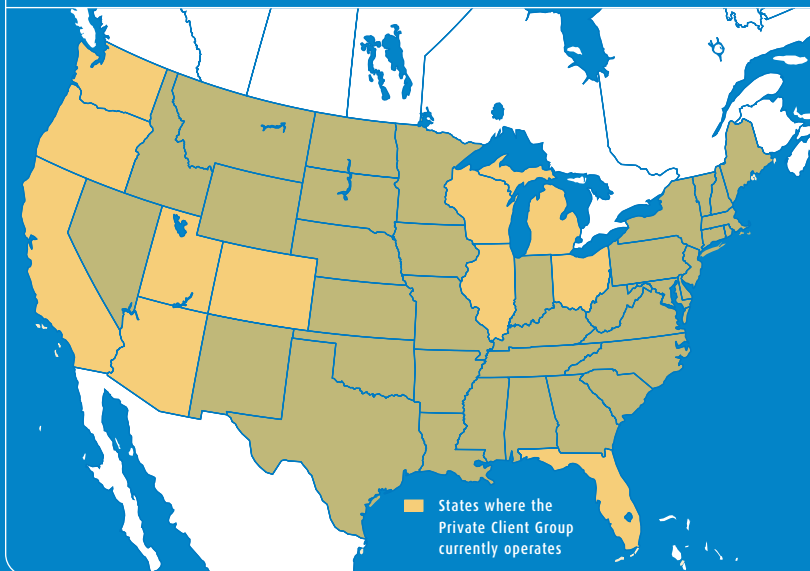 States where the
Private Client Group
currently operates